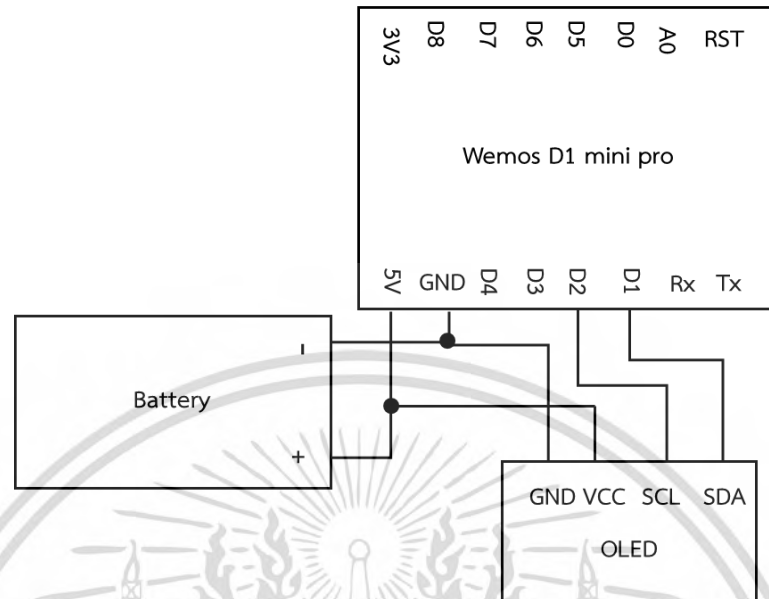 3V3 D8 D7 D6 D5 D0 A0 RST
Wemos D1 mini pro
5V GND D4 D3 D2 D1 Rx Tx
-
Battery
+
GND VCC SCL SDA
OLED